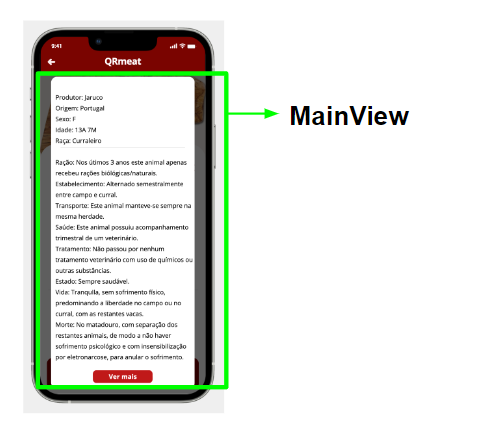 9:41
QRmeat
Produtor: Jaruco
Origem: Portugal
Sexo: F
Idade: 13A 7M
Raça: Curraleiro
Ração: Nos útimos 3 anos este animal apenas
recebeu rações biológicas/naturais.
Estabelecimento: Alternado semestralmente
entre campo e curral.
Transporte: Este animal manteve-se sempre na
mesma herdade.
Saúde: Este animal possuiu acompanhamento
trimestral de um veterinário.
Tratamento: Não passou por nenhum
tratamento veterinário com uso de químicos ou
outras substâncias.
Estado: Sempre saudável.
Vida: Tranquila, sem sofrimento físico,
predominando a liberdade no campo ou no
curral, com as restantes vacas.
Morte: No matadouro, com separação dos
restantes animais, de modo a não haver
sofrimento psicológico e com insensibilização
por eletronarcose, para anular o sofrimento.
Ver mais
MainView